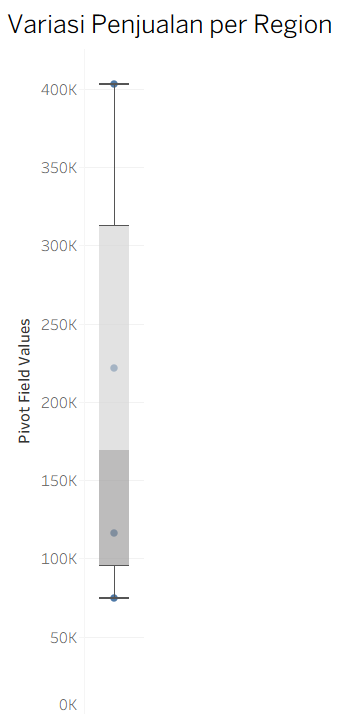 Variasi Penjualan per Region
400K
350K
300K
250K
200K
150K
100K
50K
0K
Pivot Field Values